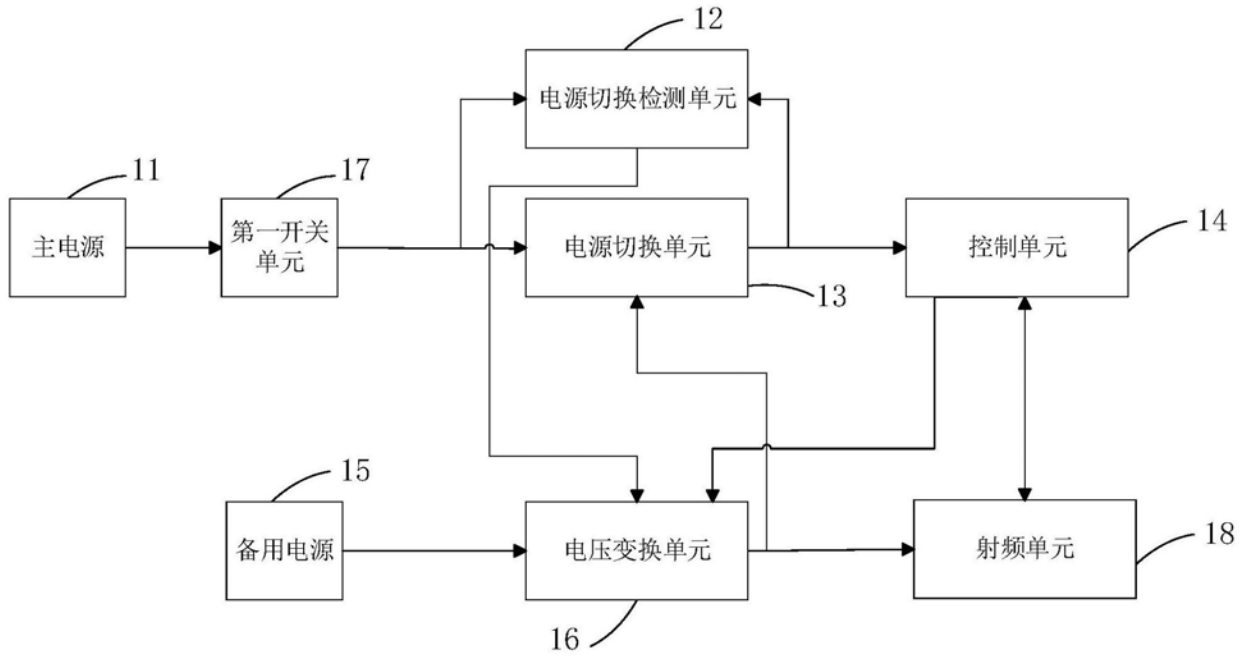 12
电源切换检测单元
11
17
主电源
第一开关
单元
电源切换单元
13
控制单元
14
15
备用电源
电压变换单元
16
射频单元
18